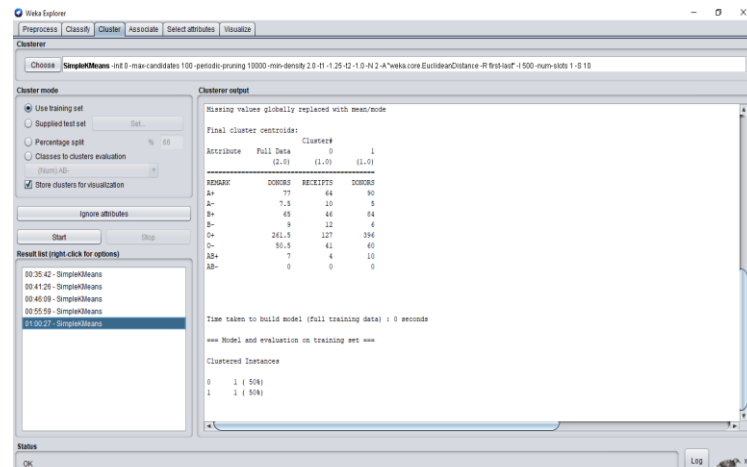 Weka Explorer
Preprocess Classify Cluster Associate Select attributes Visualize
Clusterer
Choose SimpleKMeans -init 0 -max-candidates 100 -periodic-pruning 10000 -min-density 2.0 -t1 -1.25 -t2 -1.0 -N 2 -A "weka.core.EuclideanDistance -R first-last" -I 500 -num-slots 1 -S 10
Cluster mode
Use training set
Supplied test set Set...
Percentage split % 66
Classes to clusters evaluation
(Num) AB-
Store clusters for visualization
Ignore attributes
Start Stop
Result list (right-click for options)
00:35:42 - SimpleKMeans
00:41:26 - SimpleKMeans
00:46:09 - SimpleKMeans
00:55:59 - SimpleKMeans
01:00:27 - SimpleKMeans
Clusterer output
Missing values globally replaced with mean/mode
Final cluster centroids:
Cluster#
Attribute Full Data 0 1
(2.0) (1.0) (1.0)
==========================================
REMARK DONORS RECEIPTS DONORS
A+ 77 64 90
A- 7.5 10 5
B+ 65 46 84
B- 9 12 6
O+ 261.5 127 396
O- 50.5 41 60
AB+ 7 4 10
AB- 0 0 0
Time taken to build model (full training data) : 0 seconds
=== Model and evaluation on training set ===
Clustered Instances
0 1 ( 50%)
1 1 ( 50%)
Status
OK
Log